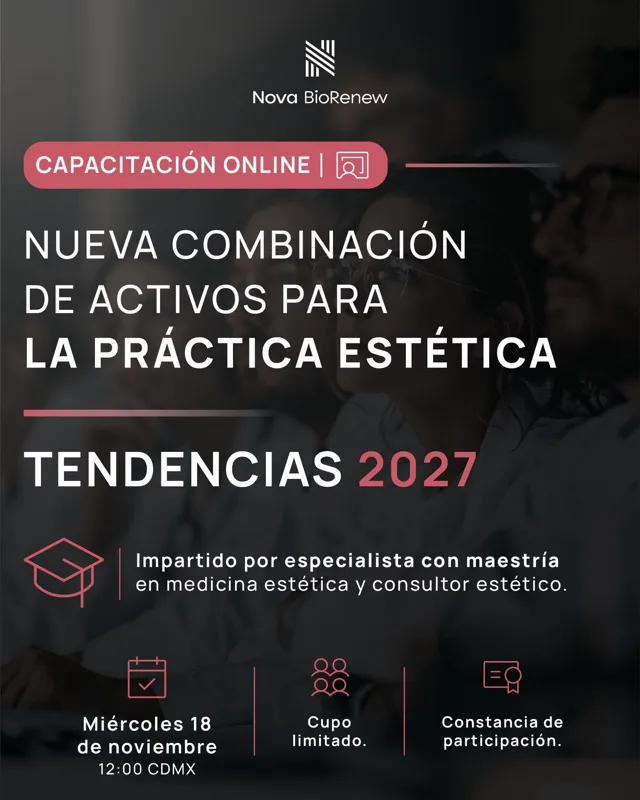 Nova BioRenew
CAPACITACIÓN ONLINE |
NUEVA COMBINACIÓN
DE ACTIVOS PARA
LA PRÁCTICA ESTÉTICA
TENDENCIAS 2027
Impartido por especialista con maestría
en medicina estética y consultor estético.
Miércoles 18
de noviembre
12:00 CDMX
Cupo
limitado.
Constancia de
participación.